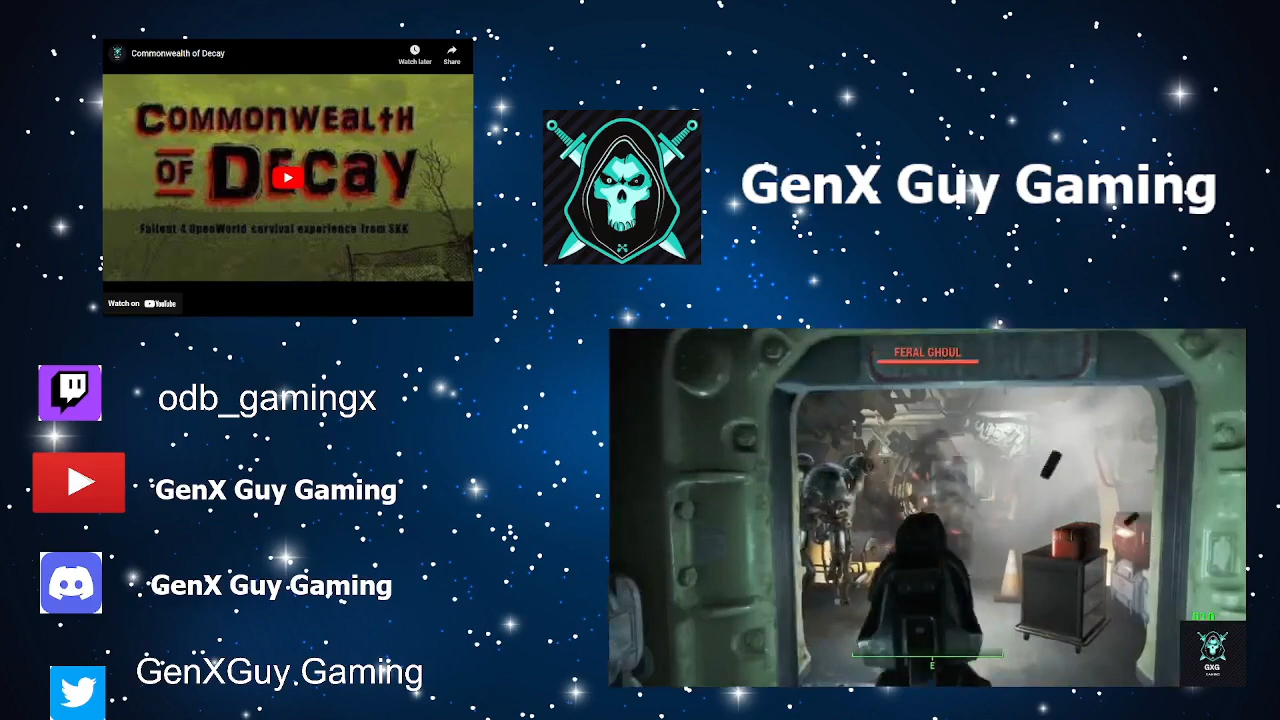 Commonwealth of Decay
Watch later
Share
COMMONWEALTH
OF DECAY
Fallout 4 OpenWorld survival experience from SKK
Watch on YouTube
GenX Guy Gaming
odb_gamingx
GenX Guy Gaming
GenX Guy Gaming
GenXGuy Gaming
FERAL GHOUL
E
GXG
GAMING